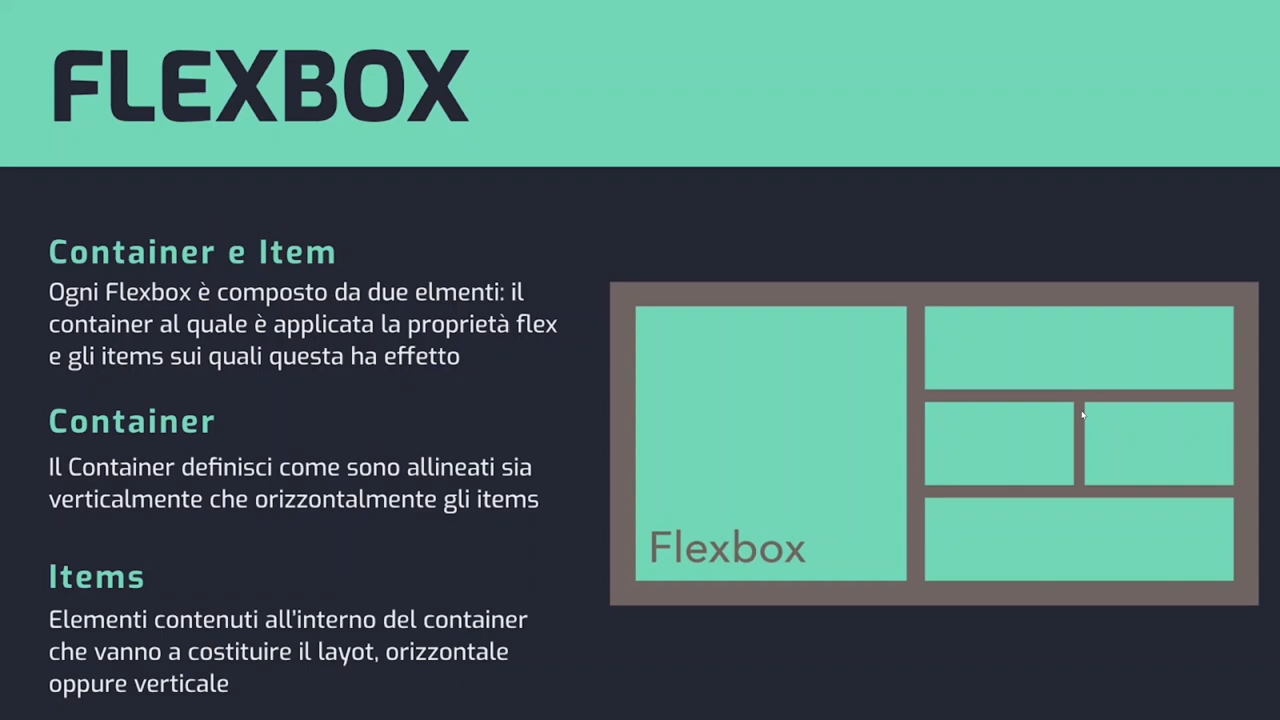 FLEXBOX
Container e Item
Ogni Flexbox è composto da due elmenti: il
container al quale è applicata la proprietà flex
e gli items sui quali questa ha effetto
Container
Il Container definisci come sono allineati sia
verticalmente che orizzontalmente gli items
Items
Elementi contenuti all'interno del container
che vanno a costituire il layot, orizzontale
oppure verticale
Flexbox